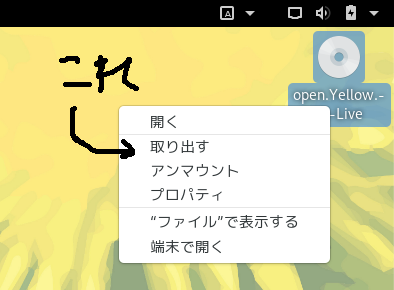 A
これ
open.Yellow.-
-Live
開く
取り出す
アンマウント
プロパティ
“ファイル”で表示する
端末で開く